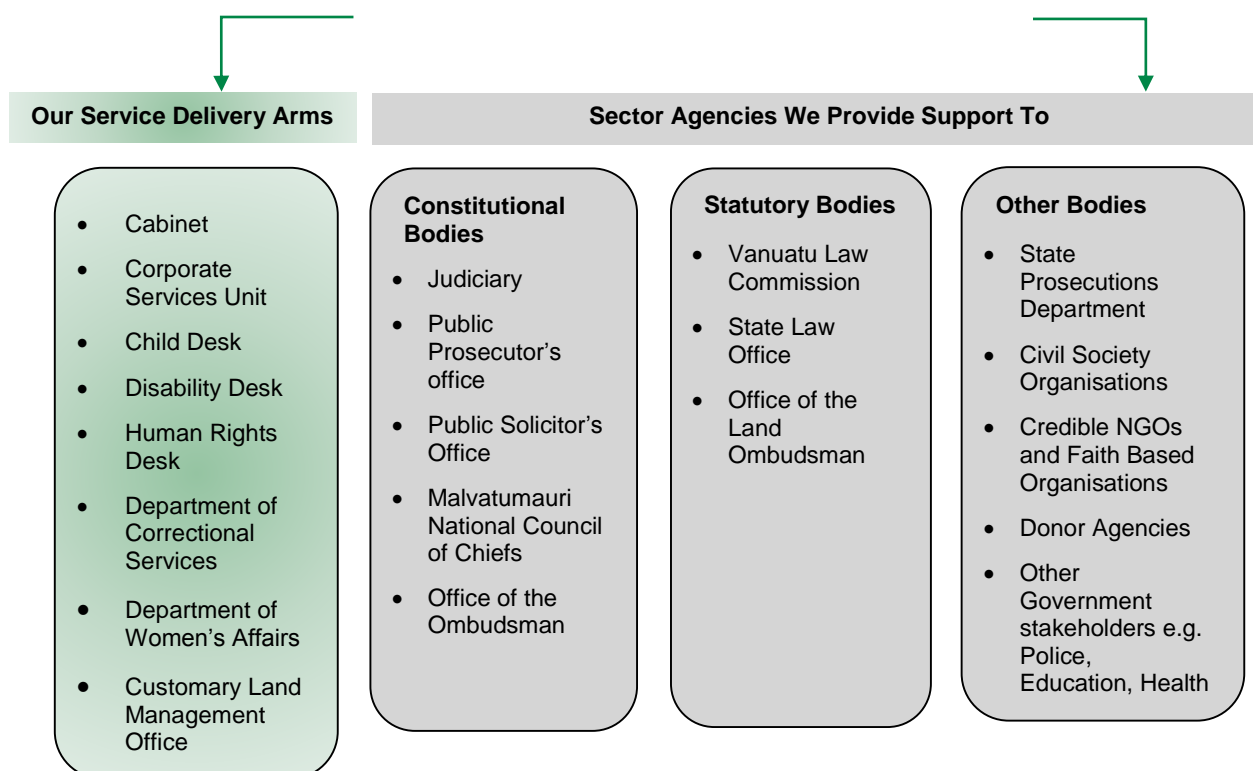 Our Service Delivery Arms
Sector Agencies We Provide Support To
• Cabinet
• Corporate
Services Unit
• Child Desk
• Disability Desk
• Human Rights
Desk
• Department of
Correctional
Services
• Department of
Women’s Affairs
• Customary Land
Management
Office
Constitutional
Bodies
• Judiciary
• Public
Prosecutor’s
office
• Public Solicitor’s
Office
• Malvatumauri
National Council
of Chiefs
• Office of the
Ombudsman
Statutory Bodies
• Vanuatu Law
Commission
• State Law
Office
• Office of the
Land
Ombudsman
Other Bodies
• State
Prosecutions
Department
• Civil Society
Organisations
• Credible NGOs
and Faith Based
Organisations
• Donor Agencies
• Other
Government
stakeholders e.g.
Police,
Education, Health